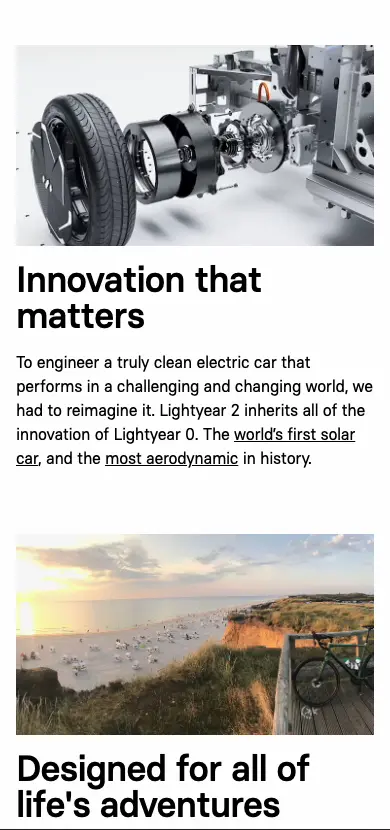 Innovation that
matters
To engineer a truly clean electric car that
performs in a challenging and changing world, we
had to reimagine it. Lightyear 2 inherits all of the
innovation of Lightyear 0. The world’s first solar
car, and the most aerodynamic in history.
Designed for all of
life's adventures